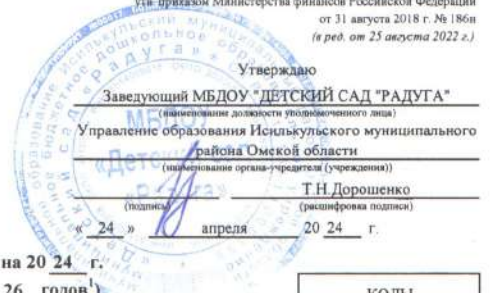 утв. приказом Министерства финансов Российской Федерации
от 31 августа 2018 г. № 186н
(в ред. от 25 августа 2022 г.)
Утверждаю
Заведующий МБДОУ "ДЕТСКИЙ САД "РАДУГА"
(наименование должности уполномоченного лица)
Управление образования Исилькульского муниципального
района Омской области
(наименование органа-учредителя (учреждения))
Т.Н.Дорошенко
(подпись) (расшифровка подписи)
« 24 » апреля 20 24 г.
на 20 24 г.
26 годов¹)
КОДЫ
МБДОУ